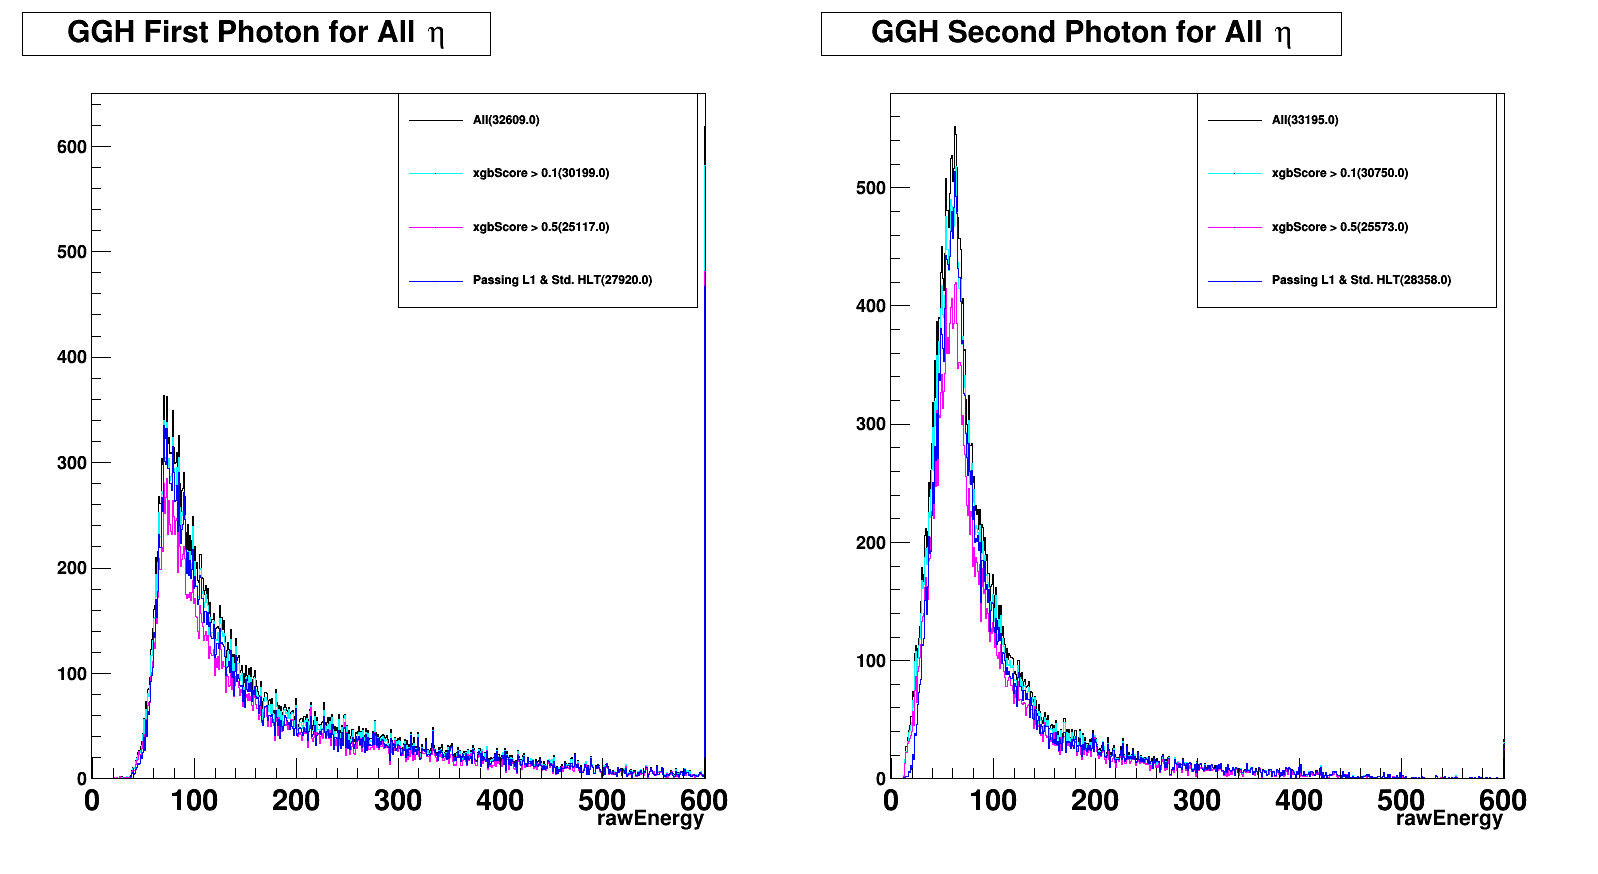 GGH First Photon for All η
600
500
400
300
200
100
0
All(32609.0)
xgbScore > 0.1(30199.0)
xgbScore > 0.5(25117.0)
Passing L1 & Std. HLT(27920.0)
0 100 200 300 400 500 600
rawEnergy
GGH Second Photon for All η
500
400
300
200
100
0
All(33195.0)
xgbScore > 0.1(30750.0)
xgbScore > 0.5(25573.0)
Passing L1 & Std. HLT(28358.0)
0 100 200 300 400 500 600
rawEnergy